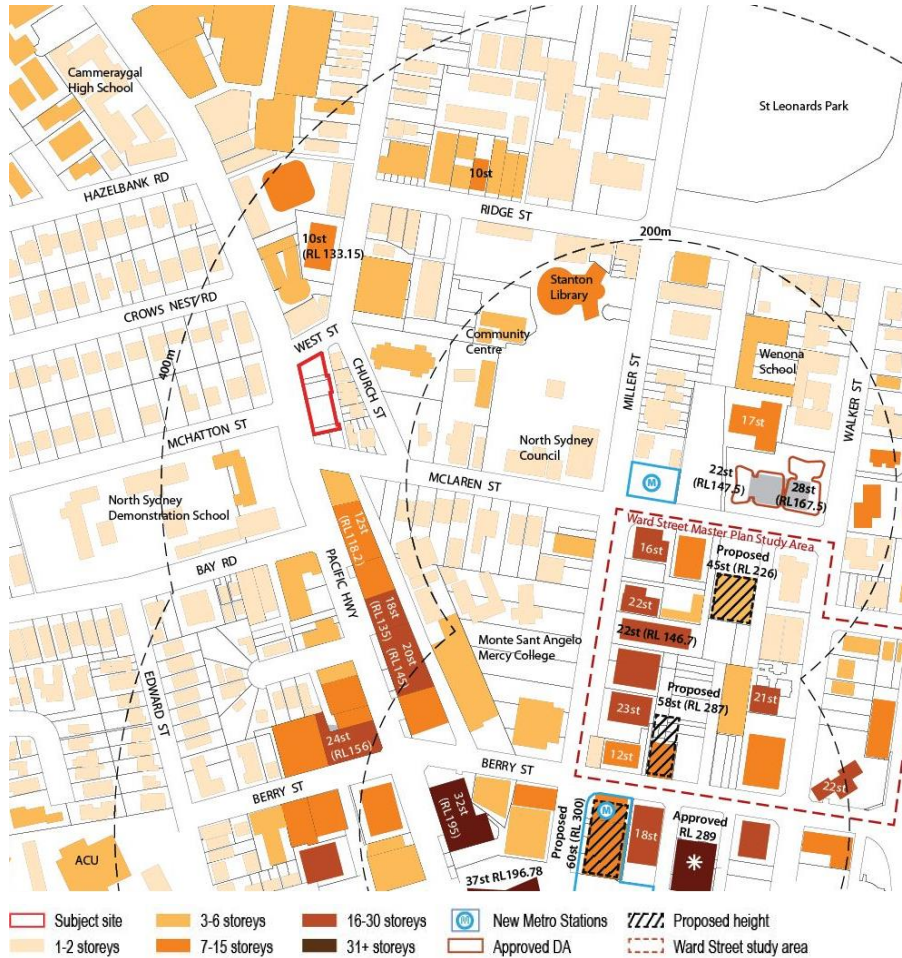 Cammeraygal
High School
St Leonards Park
HAZELBANK RD
10st
RIDGE ST
200m
10st
(RL 133.15)
Stanton
Library
CROWS NEST RD
WEST ST
Community
Centre
400m
CHURCH ST
Wenona
School
MILLER ST
WALKER ST
17st
MCHATTON ST
North Sydney
Council
22st
(RL147.5)
28st
(RL167.5)
M
MCLAREN ST
North Sydney
Demonstration School
12st
(RL118.2)
Ward Street Master Plan Study Area
16st
Proposed
45st (RL 226)
BAY RD
PACIFIC HWY
18st
(RL135)
22st
22st (RL 146.7)
20st
(RL145)
Monte Sant Angelo
Mercy College
Proposed
58st (RL 287)
EDWARD ST
23st
21st
24st
(RL156)
12st
BERRY ST
BERRY ST
22st
32st
(RL195)
Proposed
60st (RL 300)
M
18st
Approved
RL 289
ACU
37st RL196.78
Subject site
3-6 storeys
16-30 storeys
M
New Metro Stations
Proposed height
1-2 storeys
7-15 storeys
31+ storeys
Approved DA
Ward Street study area